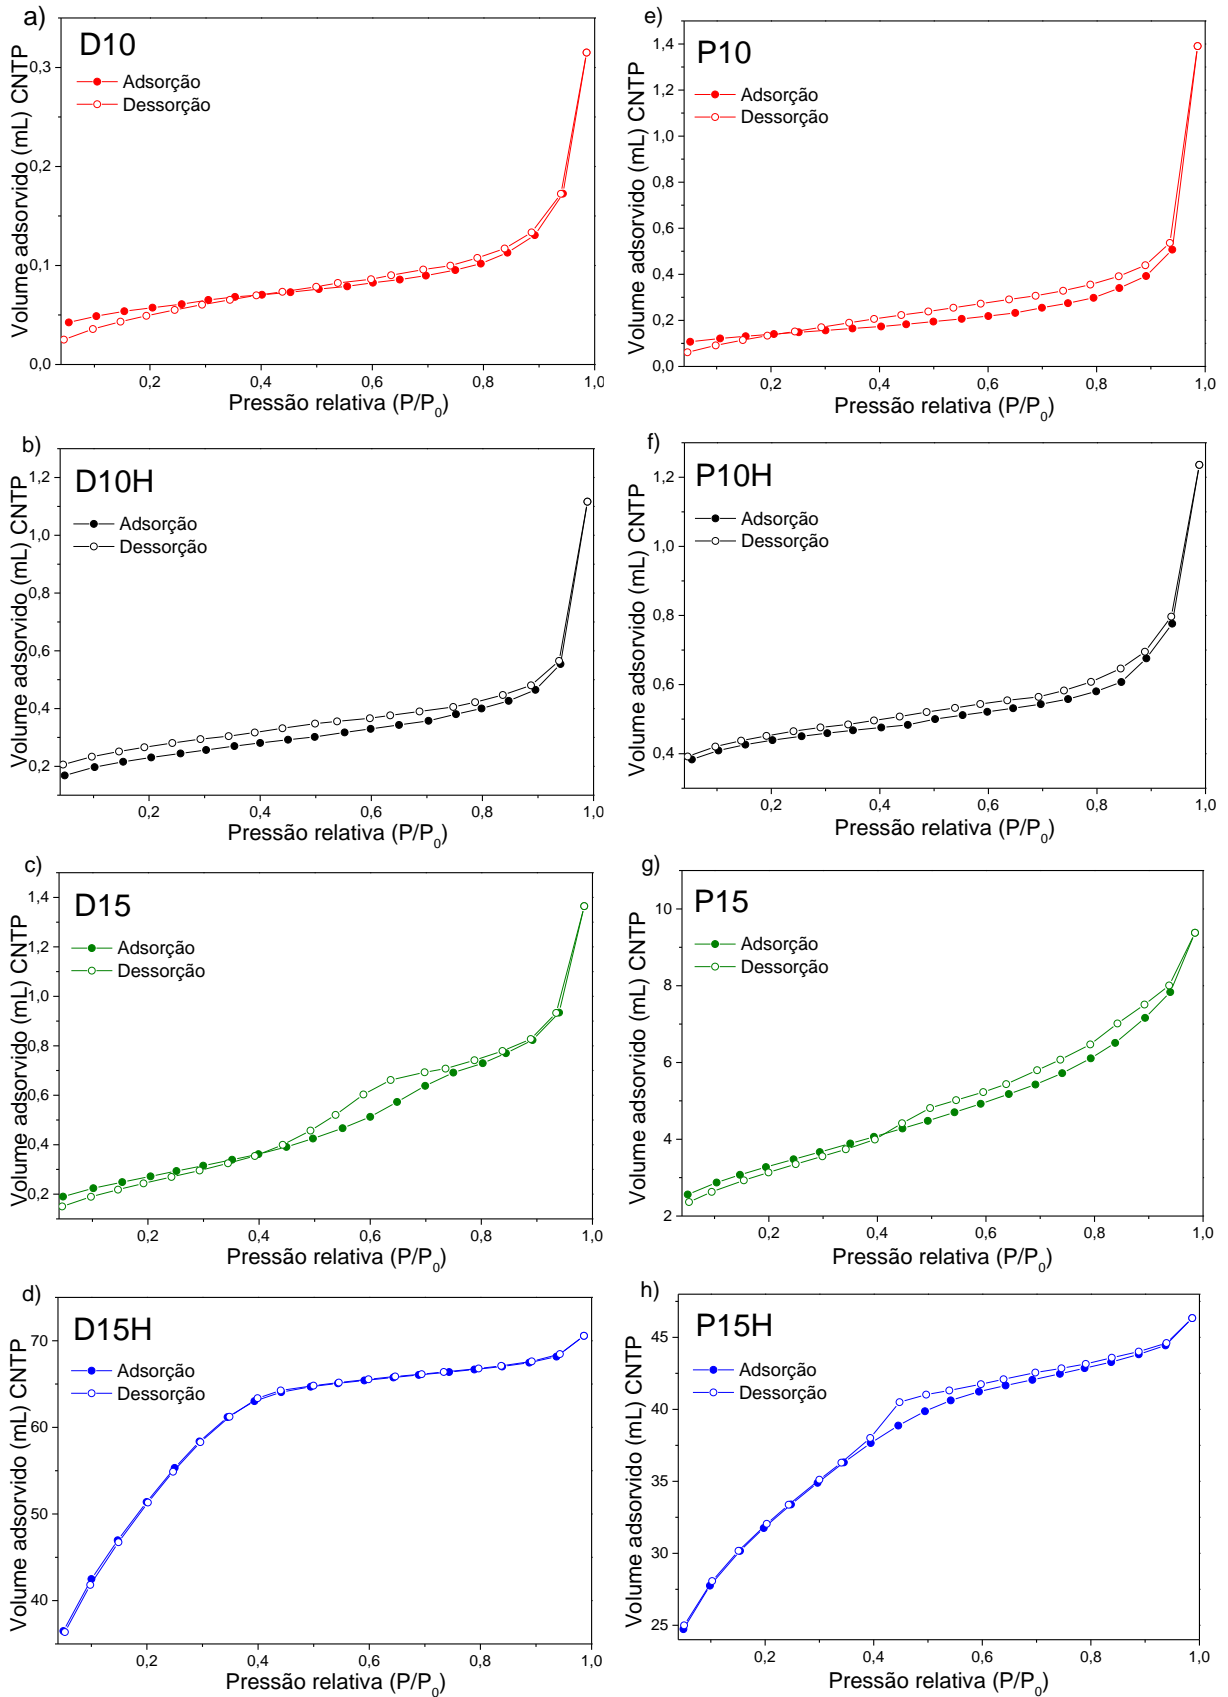 a)
D10
Adsorção
Dessorção
Volume adsorvido (mL) CNTP
0,3
0,2
0,1
0,0
0,2 0,4 0,6 0,8 1,0
Pressão relativa (P/P0)
e)
P10
Adsorção
Dessorção
Volume adsorvido (mL) CNTP
1,4
1,2
1,0
0,8
0,6
0,4
0,2
0,0
0,2 0,4 0,6 0,8 1,0
Pressão relativa (P/P0)
b)
D10H
Adsorção
Dessorção
Volume adsorvido (mL) CNTP
1,2
1,0
0,8
0,6
0,4
0,2
0,2 0,4 0,6 0,8 1,0
Pressão relativa (P/P0)
f)
P10H
Adsorção
Dessorção
Volume adsorvido (mL) CNTP
1,2
1,0
0,8
0,6
0,4
0,2 0,4 0,6 0,8 1,0
Pressão relativa (P/P0)
c)
D15
Adsorção
Dessorção
Volume adsorvido (mL) CNTP
1,4
1,2
1,0
0,8
0,6
0,4
0,2
0,2 0,4 0,6 0,8 1,0
Pressão relativa (P/P0)
g)
P15
Adsorção
Dessorção
Volume adsorvido (mL) CNTP
10
8
6
4
2
0,2 0,4 0,6 0,8 1,0
Pressão relativa (P/P0)
d)
D15H
Adsorção
Dessorção
Volume adsorvido (mL) CNTP
70
60
50
40
0,2 0,4 0,6 0,8 1,0
Pressão relativa (P/P0)
h)
P15H
Adsorção
Dessorção
Volume adsorvido (mL) CNTP
45
40
35
30
25
0,2 0,4 0,6 0,8 1,0
Pressão relativa (P/P0)